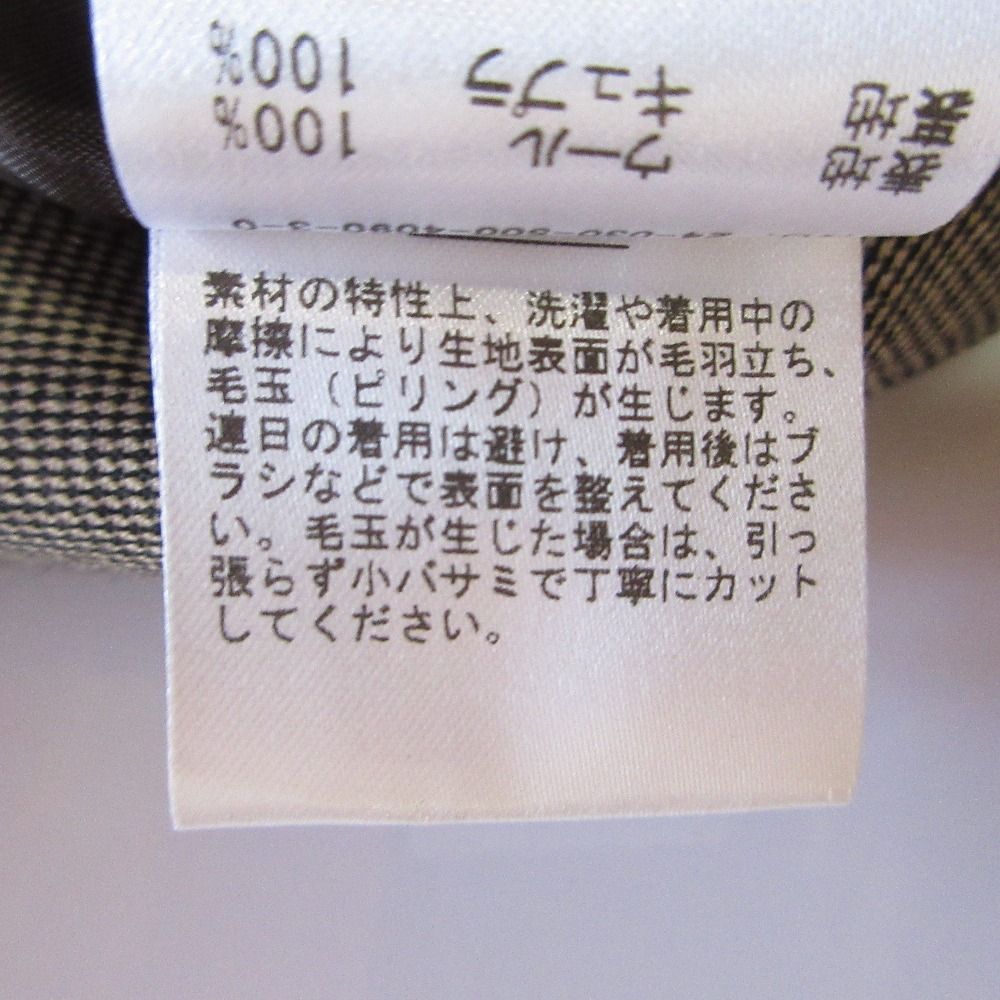 表地 ウール 100%
裏地 キュプラ 100%
素材の特性上、洗濯や着用中の
摩擦により生地表面が毛羽立ち、
毛玉（ピリング）が生じます。
連日の着用は避け、着用後はブ
ラシなどで表面を整えてくださ
い。毛玉が生じた場合は、引っ
張らず小バサミで丁寧にカット
してください。